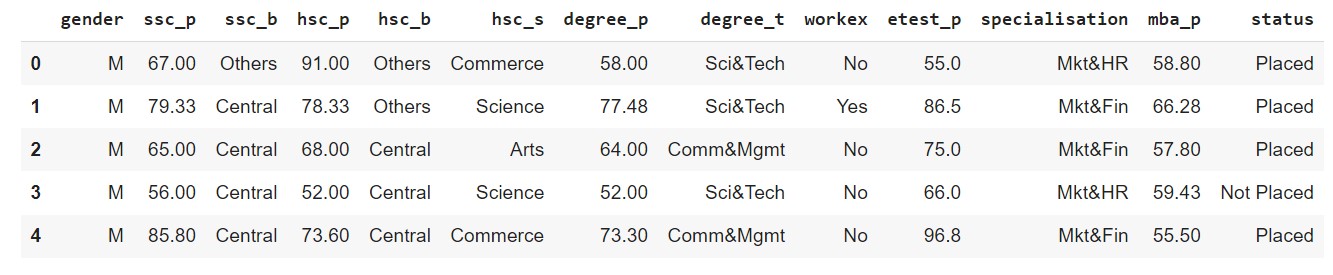 gender ssc_p ssc_b hsc_p hsc_b hsc_s degree_p degree_t workex etest_p specialisation mba_p status
0 M 67.00 Others 91.00 Others Commerce 58.00 Sci&Tech No 55.0 Mkt&HR 58.80 Placed
1 M 79.33 Central 78.33 Others Science 77.48 Sci&Tech Yes 86.5 Mkt&Fin 66.28 Placed
2 M 65.00 Central 68.00 Central Arts 64.00 Comm&Mgmt No 75.0 Mkt&Fin 57.80 Placed
3 M 56.00 Central 52.00 Central Science 52.00 Sci&Tech No 66.0 Mkt&HR 59.43 Not Placed
4 M 85.80 Central 73.60 Central Commerce 73.30 Comm&Mgmt No 96.8 Mkt&Fin 55.50 Placed